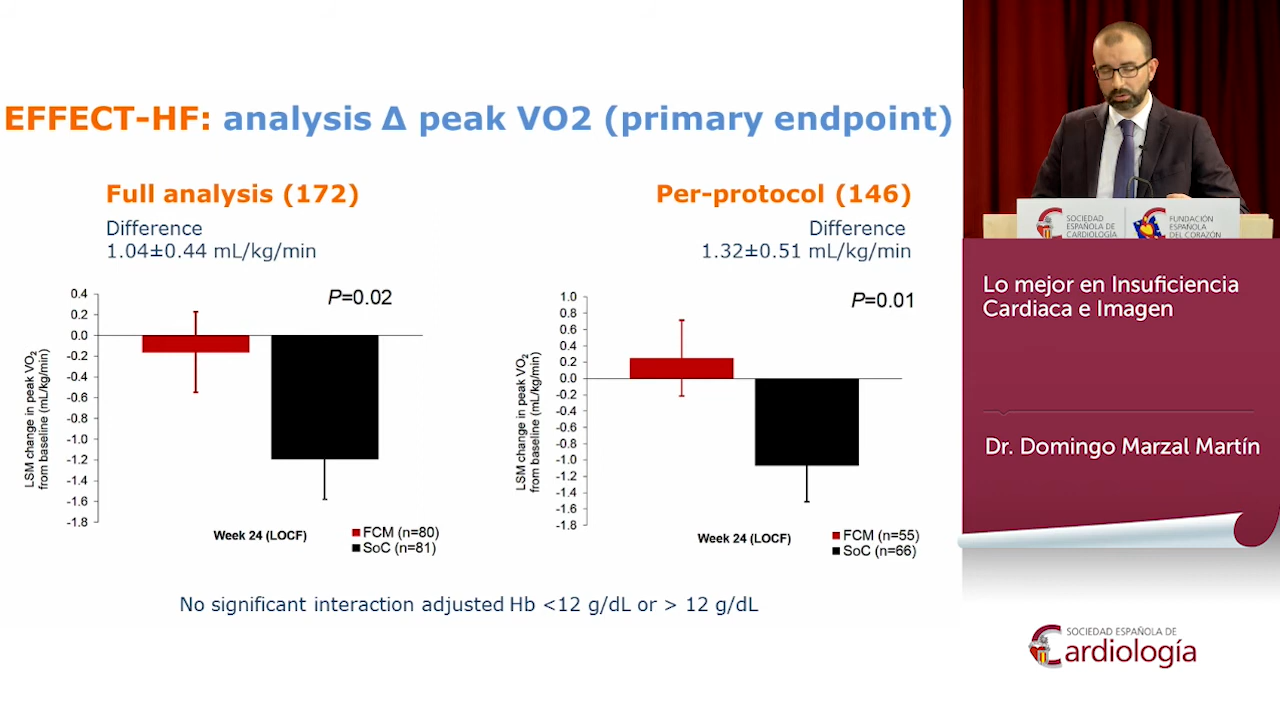 EFFECT-HF: analysis Δ peak VO2 (primary endpoint)
Full analysis (172)
Difference
1.04±0.44 mL/kg/min
P=0.02
0.4
0.2
0.0
-0.2
-0.4
-0.6
-0.8
-1.0
-1.2
-1.4
-1.6
-1.8
LSM change in peak VO2
from baseline (mL/kg/min)
Week 24 (LOCF)
FCM (n=80)
SoC (n=81)
Per-protocol (146)
Difference
1.32±0.51 mL/kg/min
P=0.01
1.0
0.8
0.6
0.4
0.2
0.0
-0.2
-0.4
-0.6
-0.8
-1.0
-1.2
-1.4
-1.6
-1.8
LSM change in peak VO2
from baseline (mL/kg/min)
Week 24 (LOCF)
FCM (n=55)
SoC (n=66)
No significant interaction adjusted Hb <12 g/dL or > 12 g/dL
SOCIEDAD
ESPAÑOLA DE
CARDIOLOGÍA
FUNDACIÓN
ESPAÑOLA
DEL CORAZÓN
Lo mejor en Insuficiencia
Cardiaca e Imagen
Dr. Domingo Marzal Martín
SOCIEDAD ESPAÑOLA DE
Cardiología